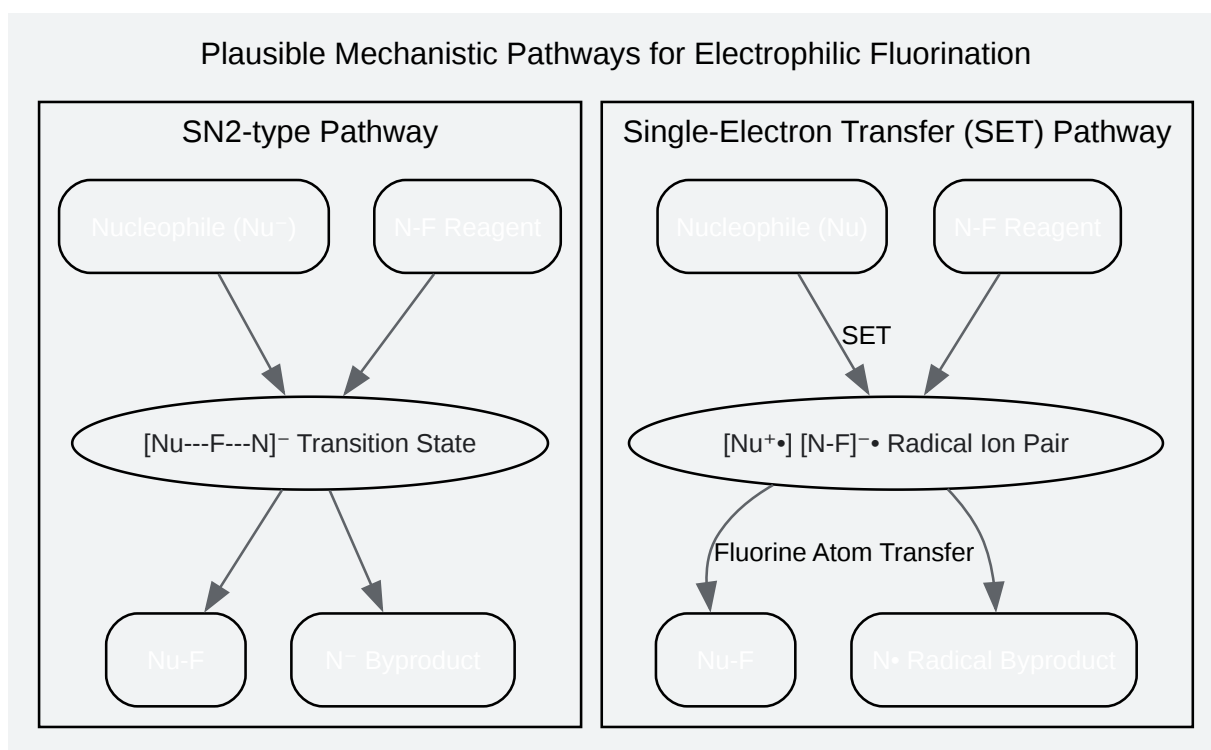 Plausible Mechanistic Pathways for Electrophilic Fluorination
SN2-type Pathway
Nucleophile (Nu⁻)
N-F Reagent
[Nu---F---N]⁻ Transition State
Nu-F
N⁻ Byproduct
Single-Electron Transfer (SET) Pathway
Nucleophile (Nu)
N-F Reagent
SET
[Nu⁺•] [N-F]⁻• Radical Ion Pair
Fluorine Atom Transfer
Nu-F
N• Radical Byproduct